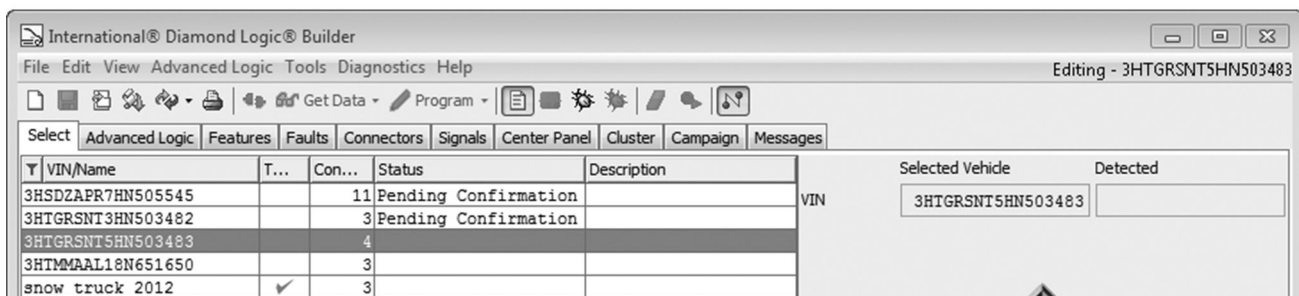 International® Diamond Logic® Builder
File Edit View Advanced Logic Tools Diagnostics Help
Editing - 3HTGRSNT5HN503483
Get Data Program
Select Advanced Logic Features Faults Connectors Signals Center Panel Cluster Campaign Messages
VIN/Name T... Con... Status Description
Selected Vehicle Detected
3HSDZAPR7HN505545 11 Pending Confirmation
VIN 3HTGRSNT5HN503483
3HTGRSNT3HN503482 3 Pending Confirmation
3HTGRSNT5HN503483 4
3HTMMAAL18N651650 3
snow truck 2012 3